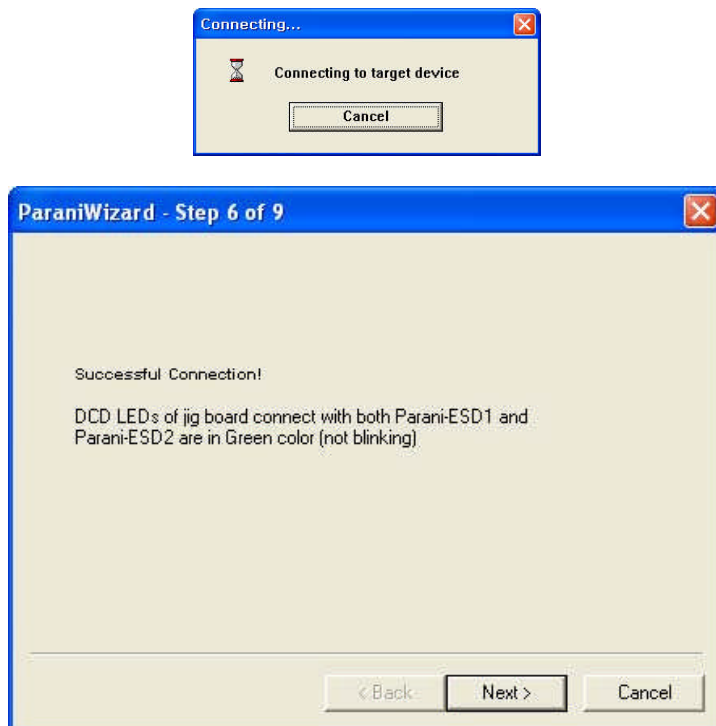 Connecting...
Connecting to target device
Cancel
ParaniWizard - Step 6 of 9
Successful Connection!
DCD LEDs of jig board connect with both Parani-ESD1 and
Parani-ESD2 are in Green color (not blinking)
< Back
Next >
Cancel